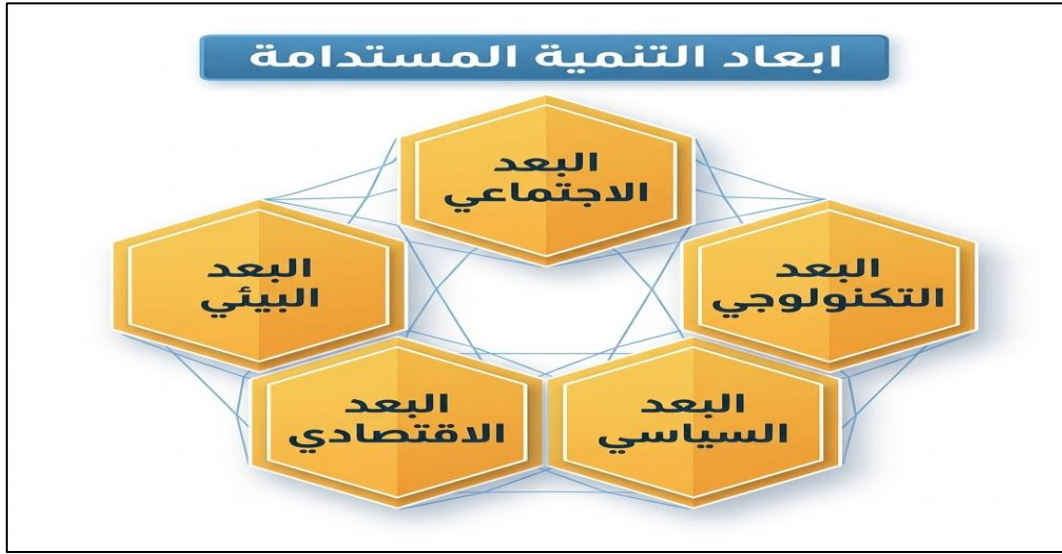 ابعاد التنمية المستدامة
البعد
الاجتماعي
البعد
التكنولوجي
البعد
البيئي
البعد
السياسي
البعد
الاقتصادي